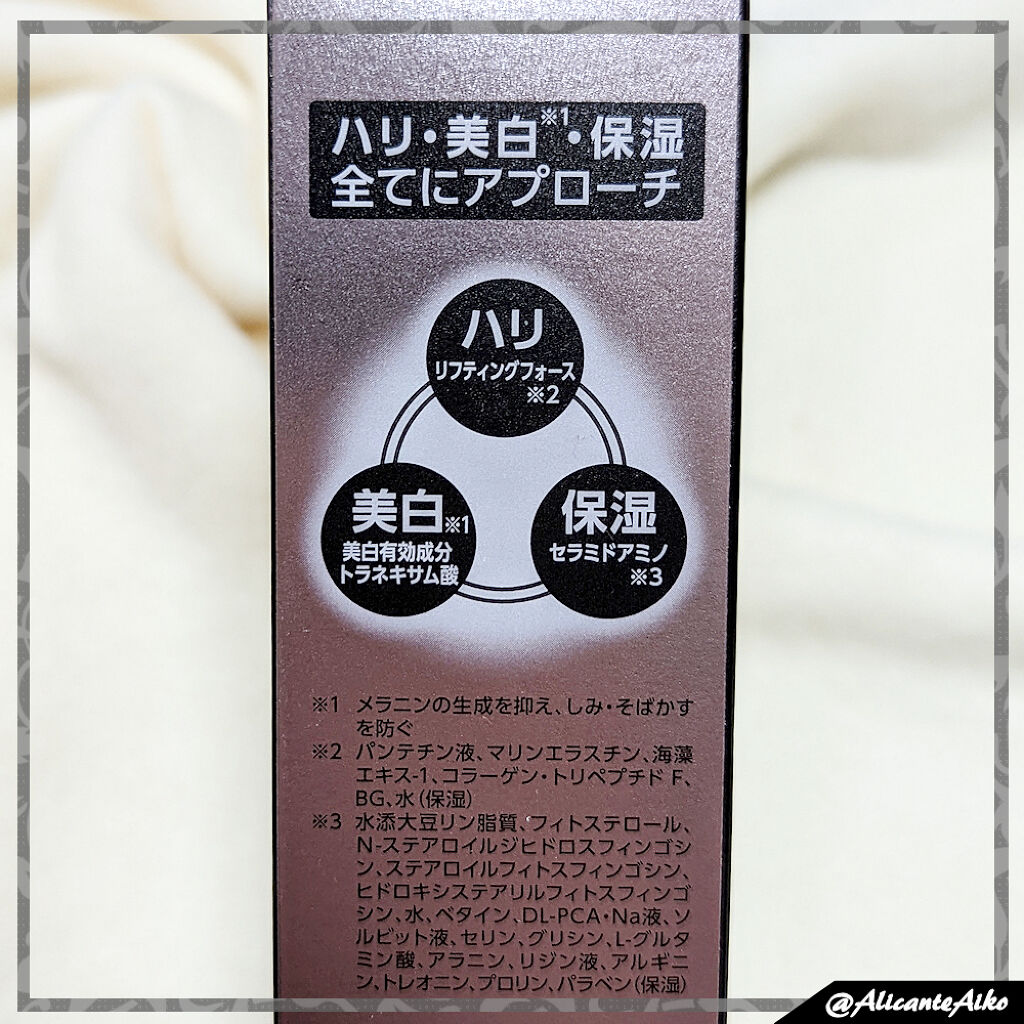 ハリ・美白※1・保湿
全てにアプローチ
ハリ
リフティングフォース
※2
美白※1
美白有効成分
トラネキサム酸
保湿
セラミドアミノ
※3
※1 メラニンの生成を抑え、しみ・そばかす
を防ぐ
※2 パンテチン液、マリンエラスチン、海藻
エキス-1、コラーゲン・トリペプチド F、
BG、水（保湿）
※3 水添大豆リン脂質、フィトステロール、
N-ステアロイルジヒドロスフィンゴシ
ン、ステアロイルフィトスフィンゴシン、
ヒドロキシステアリルフィトスフィンゴ
シン、水、ベタイン、DL-PCA・Na液、ソ
ルビット液、セリン、グリシン、L-グルタ
ミン酸、アラニン、リジン液、アルギニ
ン、トレオニン、プロリン、パラベン（保湿）
@AlicanteAiko